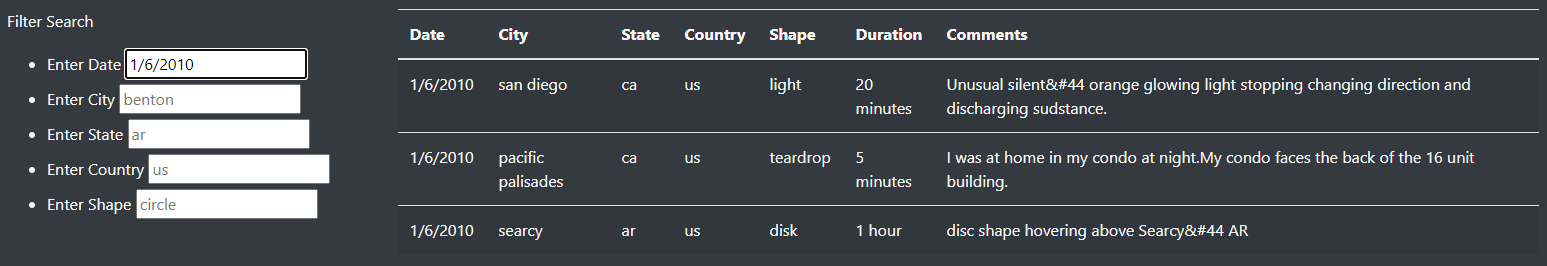 Filter Search
Enter Date 1/6/2010
Enter City benton
Enter State ar
Enter Country us
Enter Shape circle
Date City State Country Shape Duration Comments
1/6/2010 san diego ca us light 20 Unusual silent&#44 orange glowing light stopping changing direction and
minutes discharging sudstance.
1/6/2010 pacific ca us teardrop 5 I was at home in my condo at night.My condo faces the back of the 16 unit
palisades minutes building.
1/6/2010 searcy ar us disk 1 hour disc shape hovering above Searcy&#44 AR